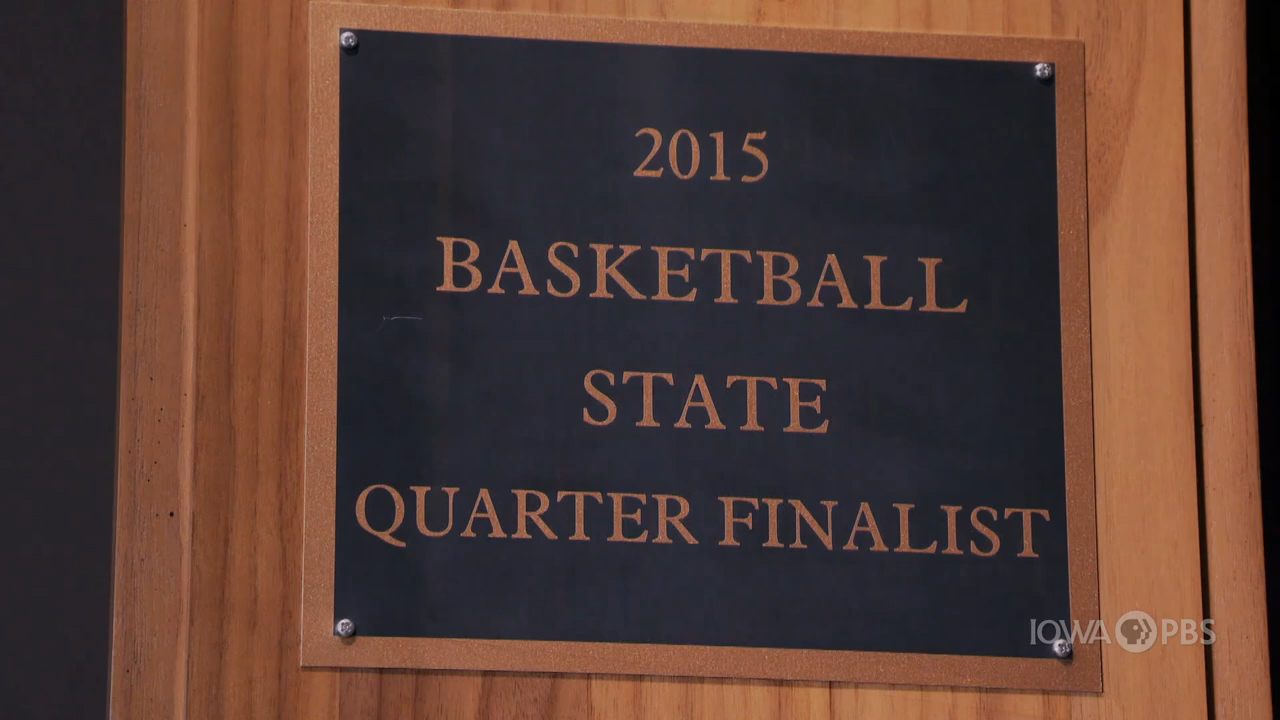 2015
BASKETBALL
STATE
QUARTER FINALIST
IOWA PBS